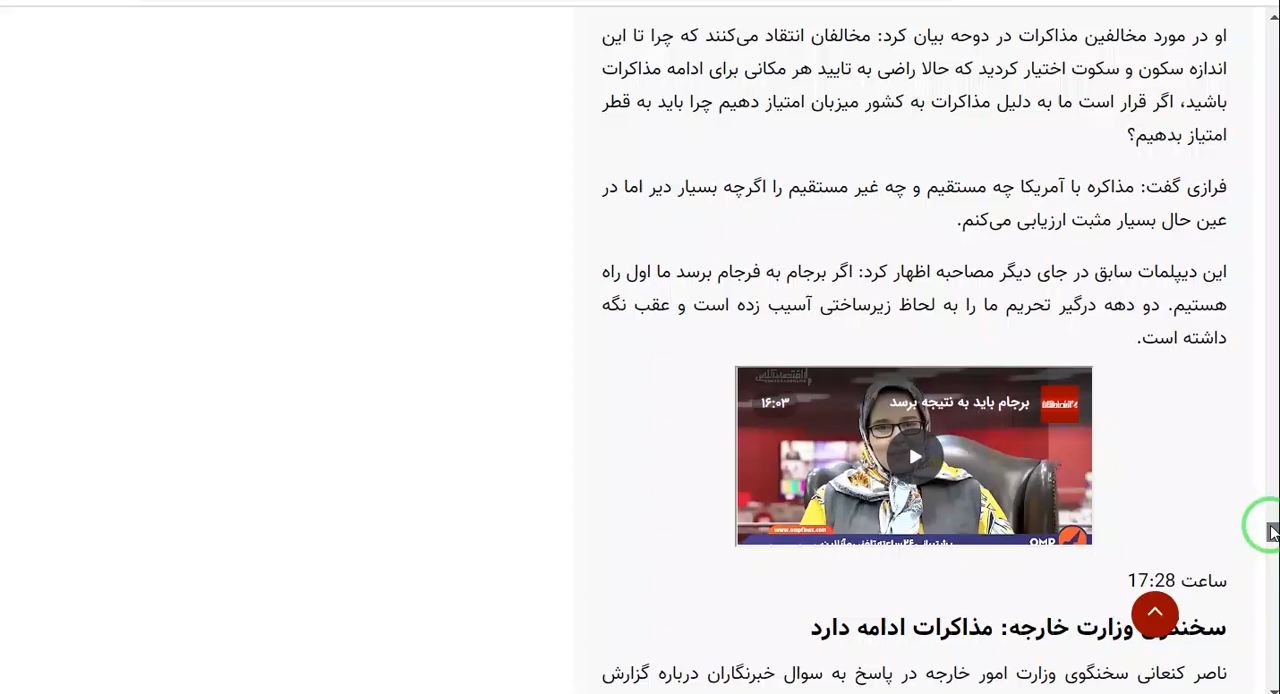 او در مورد مخالفین مذاکرات در دوحه بیان کرد: مخالفان انتقاد می‌کنند که چرا تا این
اندازه سکون و سکوت اختیار کردید که حالا راضی به تایید هر مکانی برای ادامه مذاکرات
باشید، اگر قرار است ما به دلیل مذاکرات به کشور میزبان امتیاز دهیم چرا باید به قطر
امتیاز بدهیم؟
فرازی گفت: مذاکره با آمریکا چه مستقیم و چه غیر مستقیم را اگرچه بسیار دیر اما در
عین حال بسیار مثبت ارزیابی می‌کنم.
این دیپلمات سابق در جای دیگر مصاحبه اظهار کرد: اگر برجام به فرجام برسد ما اول راه
هستیم. دو دهه درگیر تحریم ما را به لحاظ زیرساختی آسیب زده است و عقب نگه
داشته است.
برجام باید به نتیجه برسد
۱۶:۰۳
www.ompfinex.com
OMP
ساعت 17:28
سخنگوی وزارت خارجه: مذاکرات ادامه دارد
ناصر کنعانی سخنگوی وزارت امور خارجه در پاسخ به سوال خبرنگاران درباره گزارش